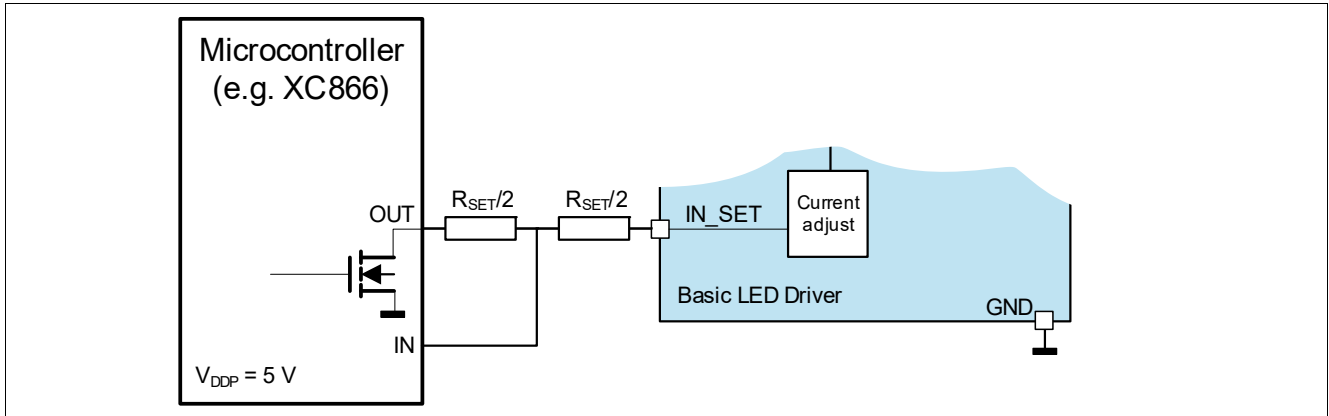 Microcontroller
(e.g. XC866)
OUT
R_SET/2
R_SET/2
IN_SET
Current
adjust
Basic LED Driver
GND
IN
V_DDP = 5 V